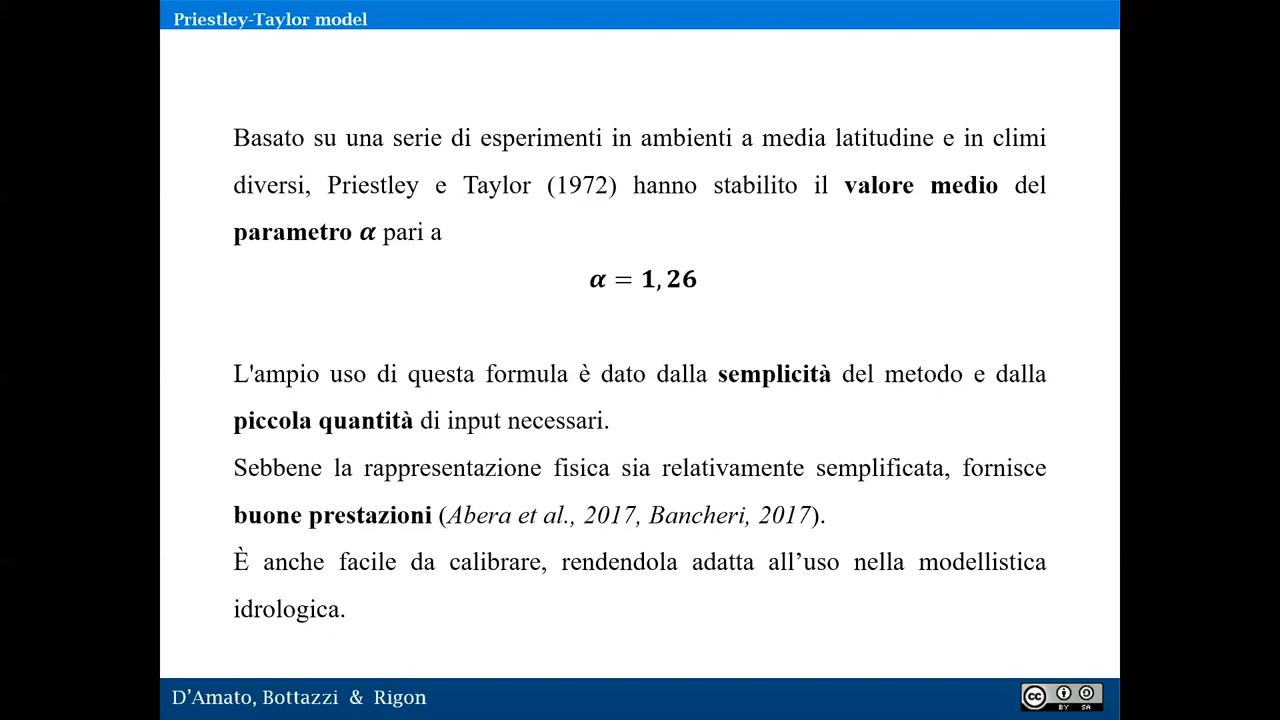 Priestley-Taylor model
Basato su una serie di esperimenti in ambienti a media latitudine e in climi
diversi, Priestley e Taylor (1972) hanno stabilito il valore medio del
parametro α pari a
α = 1, 26
L'ampio uso di questa formula è dato dalla semplicità del metodo e dalla
piccola quantità di input necessari.
Sebbene la rappresentazione fisica sia relativamente semplificata, fornisce
buone prestazioni (Abera et al., 2017, Bancheri, 2017).
È anche facile da calibrare, rendendola adatta all’uso nella modellistica
idrologica.
D’Amato, Bottazzi & Rigon
cc
BY SA